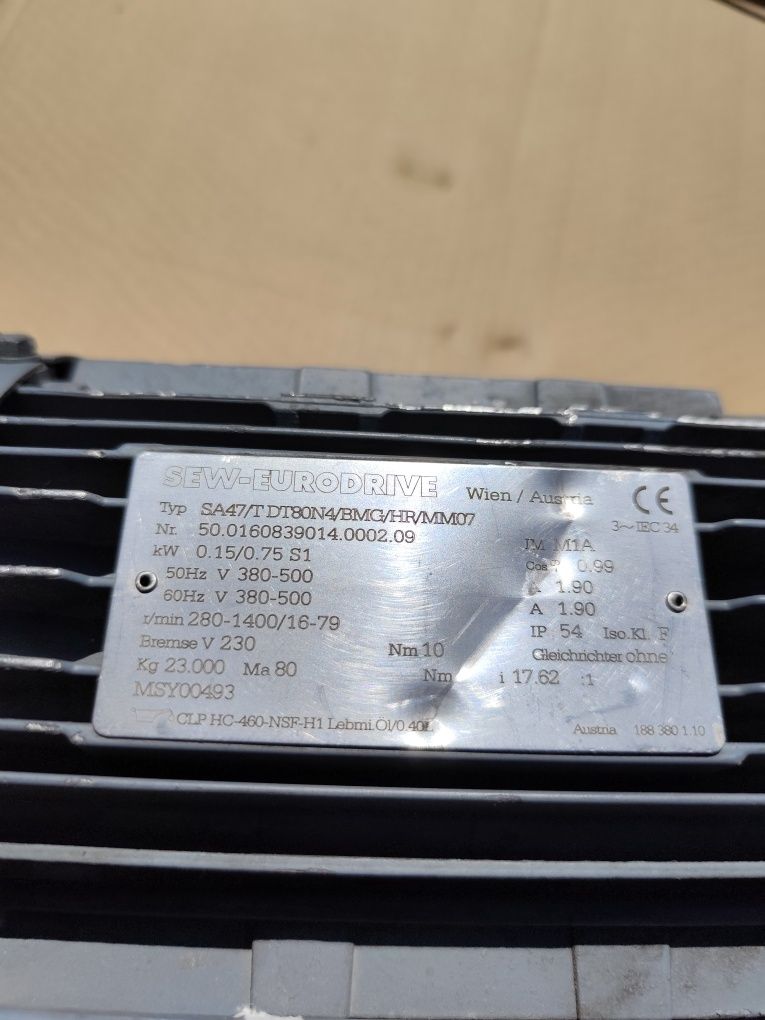 SEW-EURODRIVE Wien / Austria CE
Typ SA47/T DT80N4/BMG/HR/MM07 3~IEC 34
Nr. 50.0160839014.0002.09 IM M1A
kW 0.15/0.75 S1 Cos φ 0.99
50Hz V 380-500 A 1.90
60Hz V 380-500 A 1.90
r/min 280-1400/16-79 IP 54 Iso.Kl. F
Bremse V 230 Nm 10 Gleichrichter ohne
Kg 23.000 Ma 80 Nm i 17.62 :1
MSY00493
CLP HC-460-NSF-H1 Lebmi.Öl/0.40L Austria 188 380 1.10